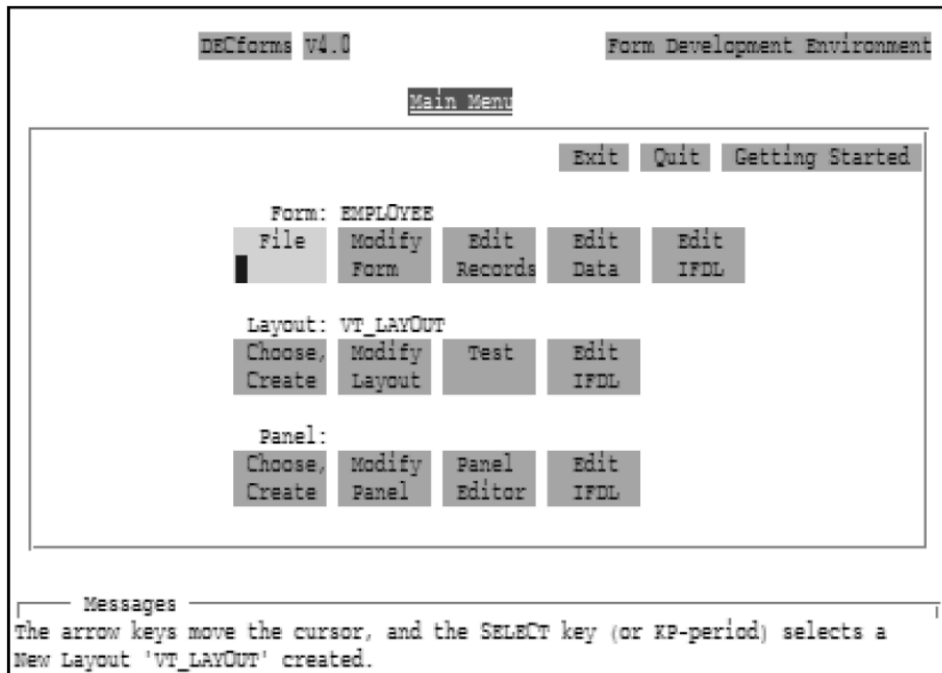 DECforms V4.0 Form Development Environment
Main Menu
Exit Quit Getting Started
Form: EMPLOYEE
File Modify Edit Edit Edit
Form Records Data IFDL
Layout: VT_LAYOUT
Choose, Modify Test Edit
Create Layout IFDL
Panel:
Choose, Modify Panel Edit
Create Panel Editor IFDL
Messages
The arrow keys move the cursor, and the SELECT key (or KP-period) selects a
New Layout 'VT_LAYOUT' created.